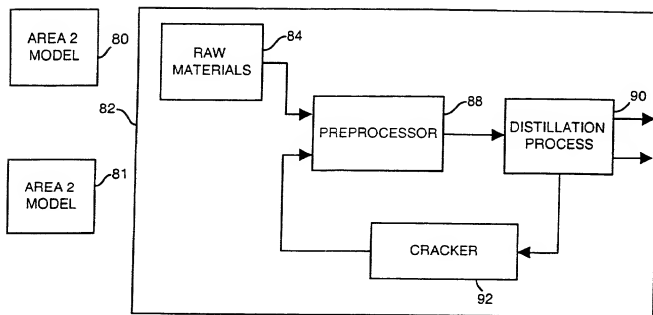 AREA 2
MODEL
80
82
RAW
MATERIALS
84
PREPROCESSOR
88
DISTILLATION
PROCESS
90
AREA 2
MODEL
81
CRACKER
92